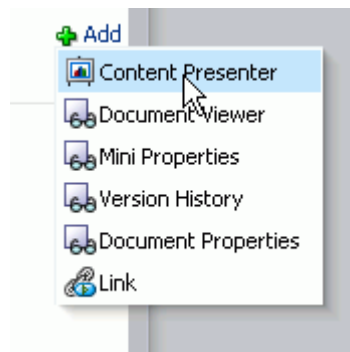 Add
Content Presenter
Document Viewer
Mini Properties
Version History
Document Properties
Link